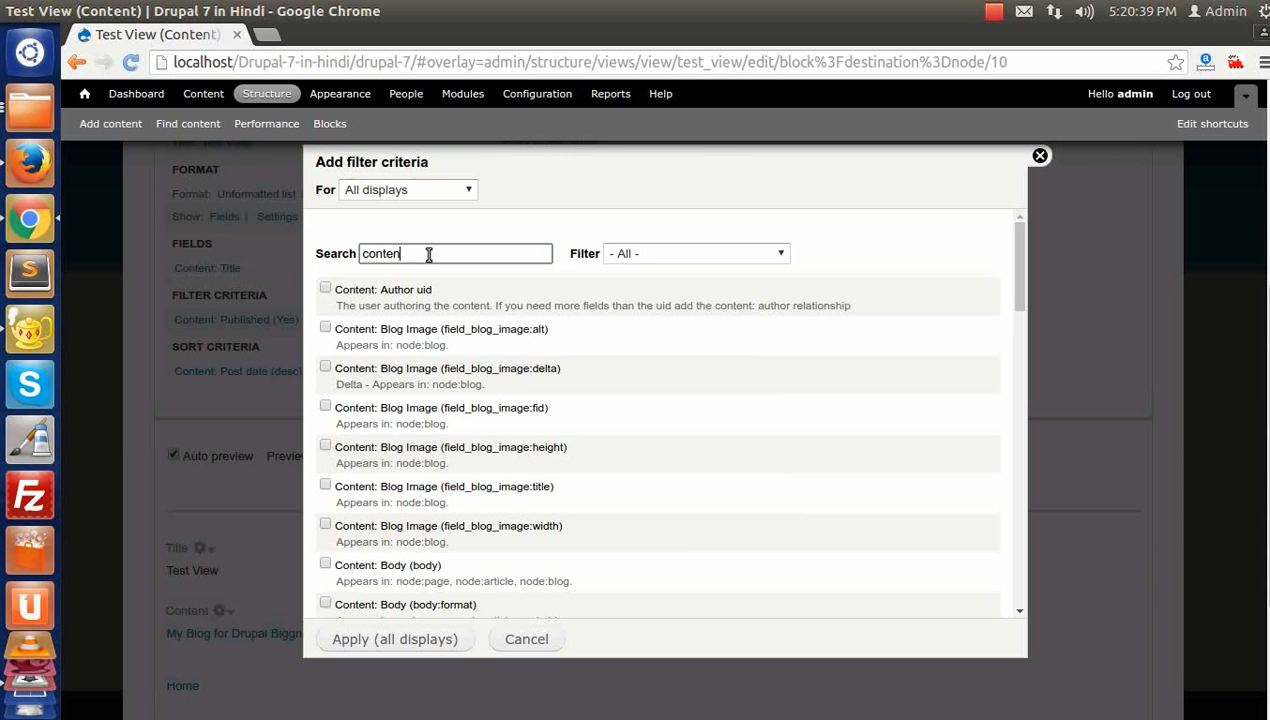 Test View (Content) | Drupal 7 in Hindi - Google Chrome
5:20:39 PM
Admin
Test View (Content)
localhost/Drupal-7-in-hindi/drupal-7/#overlay=admin/structure/views/view/test_view/edit/block%3Fdestination%3Dnode/10
Dashboard Content Structure Appearance People Modules Configuration Reports Help
Hello admin Log out
Add content Find content Performance Blocks
Edit shortcuts
Add filter criteria
For All displays
Search conten
Filter - All -
Content: Author uid
The user authoring the content. If you need more fields than the uid add the content: author relationship
Content: Blog Image (field_blog_image:alt)
Appears in: node:blog.
Content: Blog Image (field_blog_image:delta)
Delta - Appears in: node:blog.
Content: Blog Image (field_blog_image:fid)
Appears in: node:blog.
Content: Blog Image (field_blog_image:height)
Appears in: node:blog.
Content: Blog Image (field_blog_image:title)
Appears in: node:blog.
Content: Blog Image (field_blog_image:width)
Appears in: node:blog.
Content: Body (body)
Appears in: node:page, node:article, node:blog.
Content: Body (body:format)
Apply (all displays) Cancel
FORMAT
Format: Unformatted list
Show: Fields | Settings
FIELDS
Content: Title
FILTER CRITERIA
Content: Published (Yes)
SORT CRITERIA
Content: Post date (desc)
Auto preview
Title
Test View
Content
My Blog for Drupal Biggn
Home